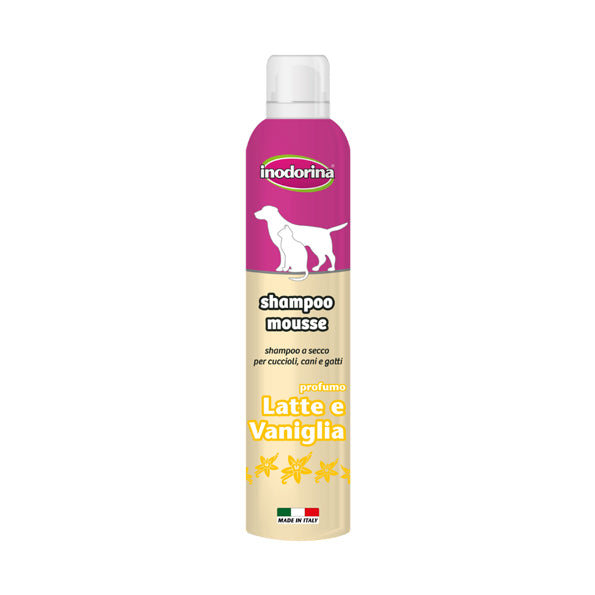 inodorina
shampoo
mousse
shampoo a secco
per cuccioli, cani e gatti
profumo
Latte e
Vaniglia
MADE IN ITALY